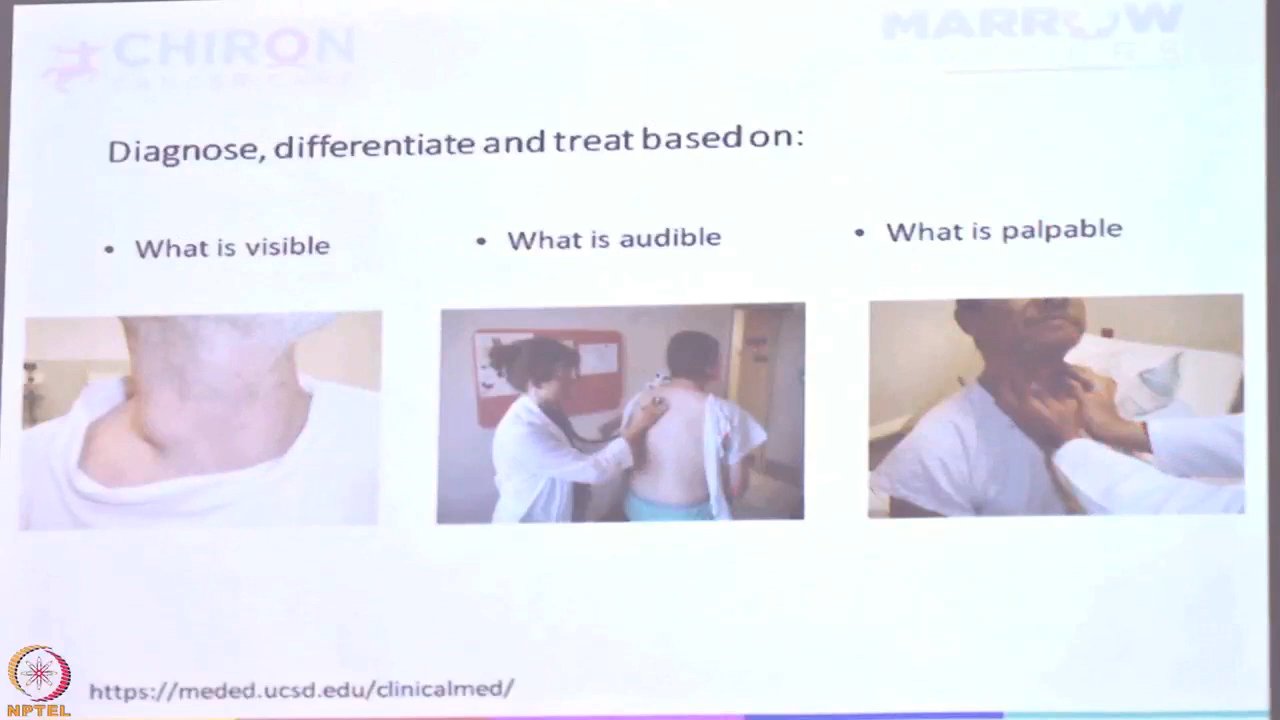 CHIRON
MARROW
Diagnose, differentiate and treat based on:
• What is visible
• What is audible
• What is palpable
https://meded.ucsd.edu/clinicalmed/
NPTEL